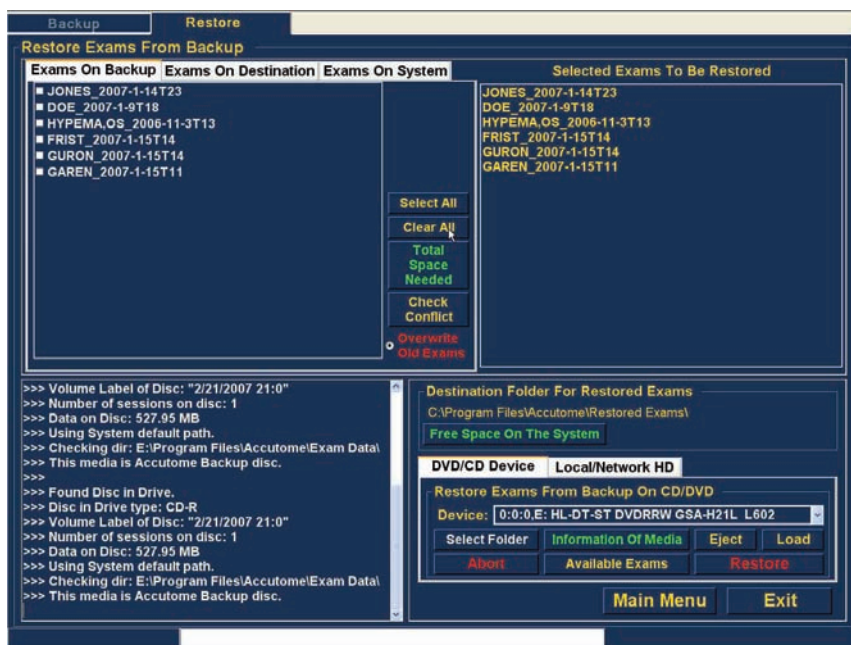 Backup Restore
Restore Exams From Backup
Exams On Backup Exams On Destination Exams On System
JONES_2007-1-14T23
DOE_2007-1-9T18
HYPEMA,OS_2006-11-3T13
FRIST_2007-1-15T14
GURON_2007-1-15T14
GAREN_2007-1-15T11
Select All
Clear All
Total
Space
Needed
Check
Conflict
Overwrite
Old Exams
Selected Exams To Be Restored
JONES_2007-1-14T23
DOE_2007-1-9T18
HYPEMA,OS_2006-11-3T13
FRIST_2007-1-15T14
GURON_2007-1-15T14
GAREN_2007-1-15T11
>>> Volume Label of Disc: "2/21/2007 21:0"
>>> Number of sessions on disc: 1
>>> Data on Disc: 527.95 MB
>>> Using System default path.
>>> Checking dir: E:\Program Files\Accutome\Exam Data\
>>> This media is Accutome Backup disc.
>>>
>>> Found Disc in Drive.
>>> Disc in Drive type: CD-R
>>> Volume Label of Disc: "2/21/2007 21:0"
>>> Number of sessions on disc: 1
>>> Data on Disc: 527.95 MB
>>> Using System default path.
>>> Checking dir: E:\Program Files\Accutome\Exam Data\
>>> This media is Accutome Backup disc.
Destination Folder For Restored Exams
C:\Program Files\Accutome\Restored Exams\
Free Space On The System
DVD/CD Device Local/Network HD
Restore Exams From Backup On CD/DVD
Device: 0:0:0,E: HL-DT-ST DVDRRW GSA-H21L L602
Select Folder Information Of Media Eject Load
Abort Available Exams Restore
Main Menu Exit